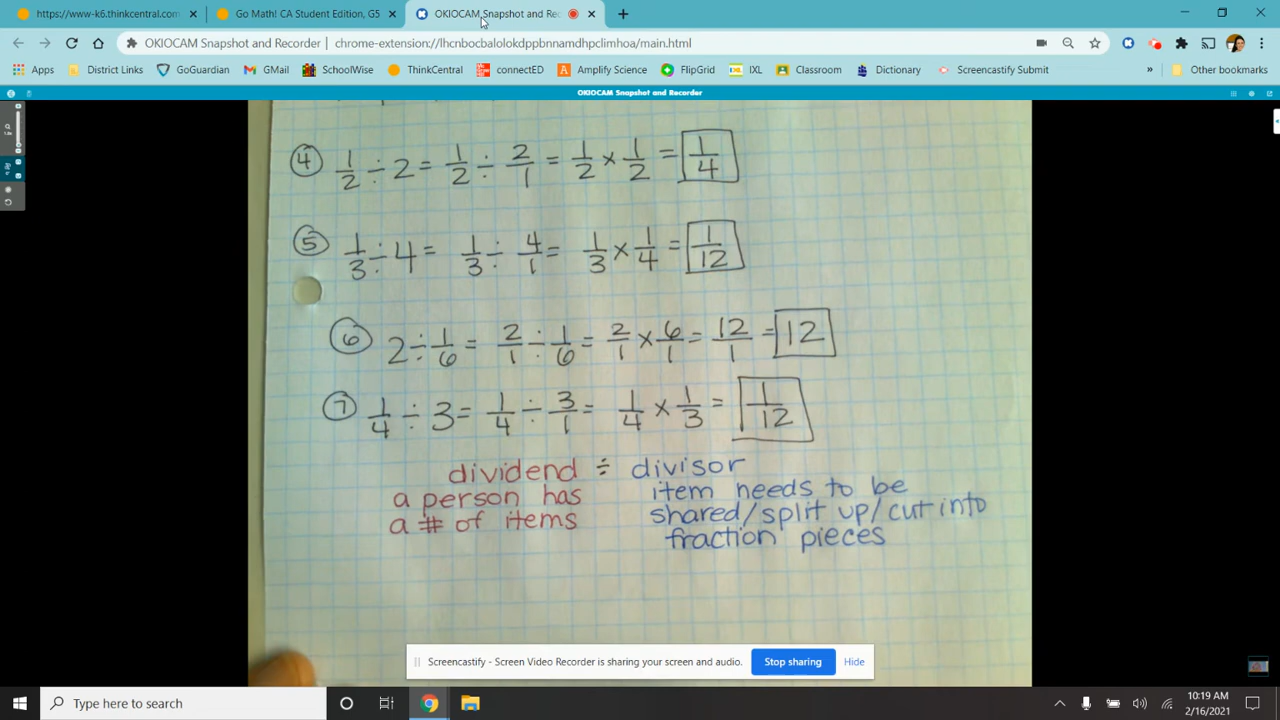 https://www-k6.thinkcentral.com
Go Math! CA Student Edition, G5
OKIOCAM Snapshot and Rec
OKIOCAM Snapshot and Recorder | chrome-extension://lhcnbocbalolokdppbnnamdhpclimhoa/main.html
Apps District Links GoGuardian GMail SchoolWise ThinkCentral connectED Amplify Science FlipGrid IXL Classroom Dictionary Screencastify Submit » Other bookmarks
OKIOCAM Snapshot and Recorder
④ 1/2 ÷ 2 = 1/2 ÷ 2/1 = 1/2 × 1/2 = 1/4
⑤ 1/3 ÷ 4 = 1/3 ÷ 4/1 = 1/3 × 1/4 = 1/12
⑥ 2 ÷ 1/6 = 2/1 ÷ 1/6 = 2/1 × 6/1 = 12/1 = 12
⑦ 1/4 ÷ 3 = 1/4 ÷ 3/1 = 1/4 × 1/3 = 1/12
dividend ÷ divisor
a person has
a # of items
item needs to be
shared/split up/cut into
fraction pieces
Screencastify - Screen Video Recorder is sharing your screen and audio. Stop sharing Hide
Type here to search
10:19 AM
2/16/2021